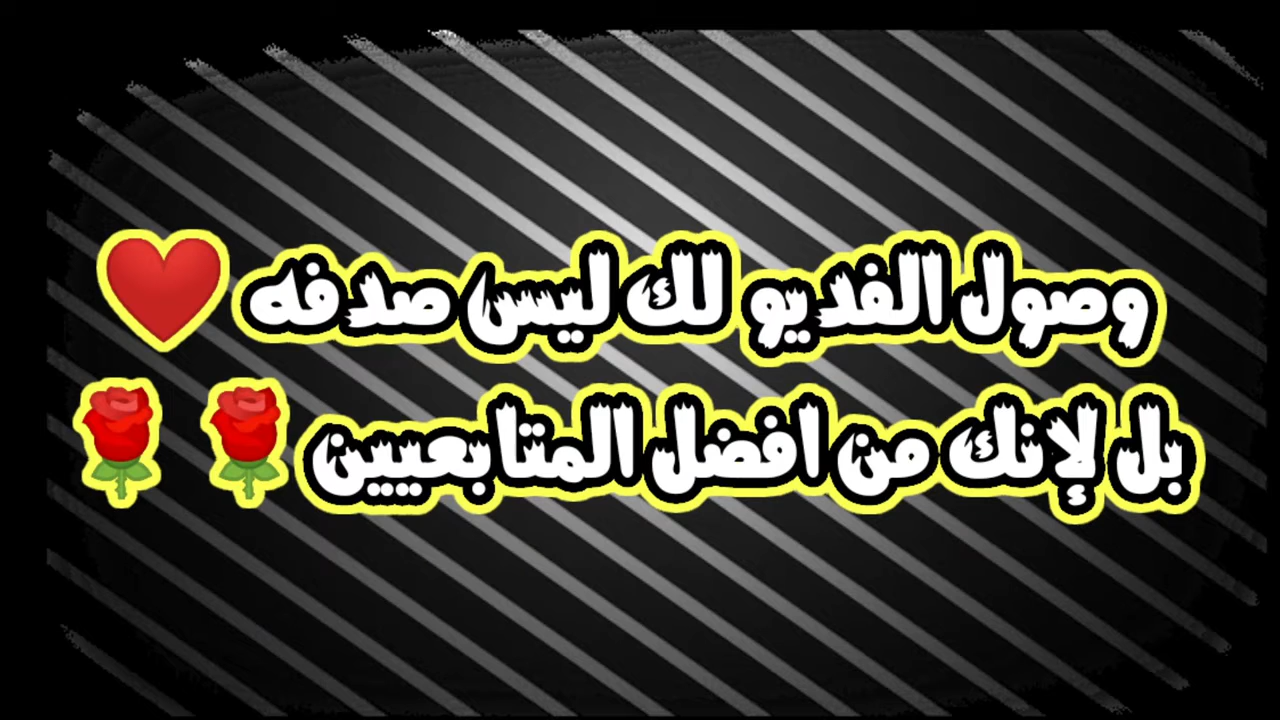 وصول الفديو لك ليس صدفه ❤️
بل لإنك من افضل المتابعيين 🌹 🌹